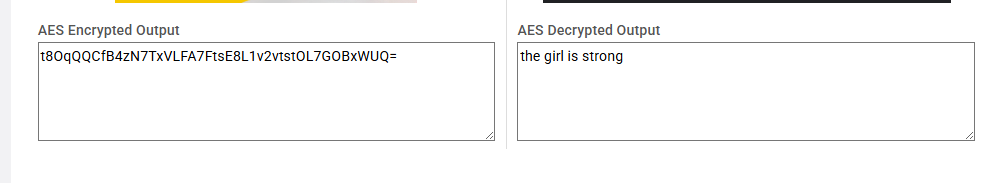 AES Encrypted Output
t8OqQQCfB4zN7TxVLFA7FtsE8L1v2vtstOL7GOBxWUQ=
AES Decrypted Output
the girl is strong